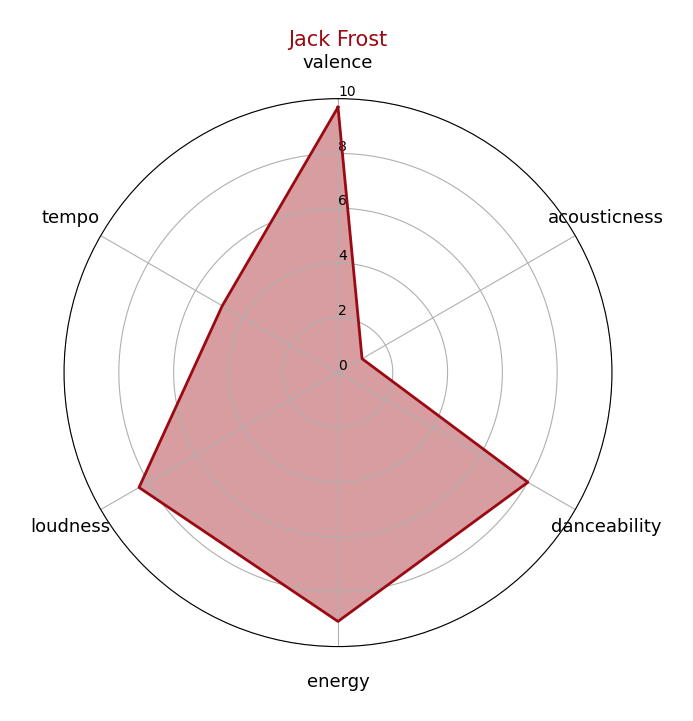 Jack Frost
valence
10
8
acousticness
tempo
6
4
2
0
loudness
danceability
energy